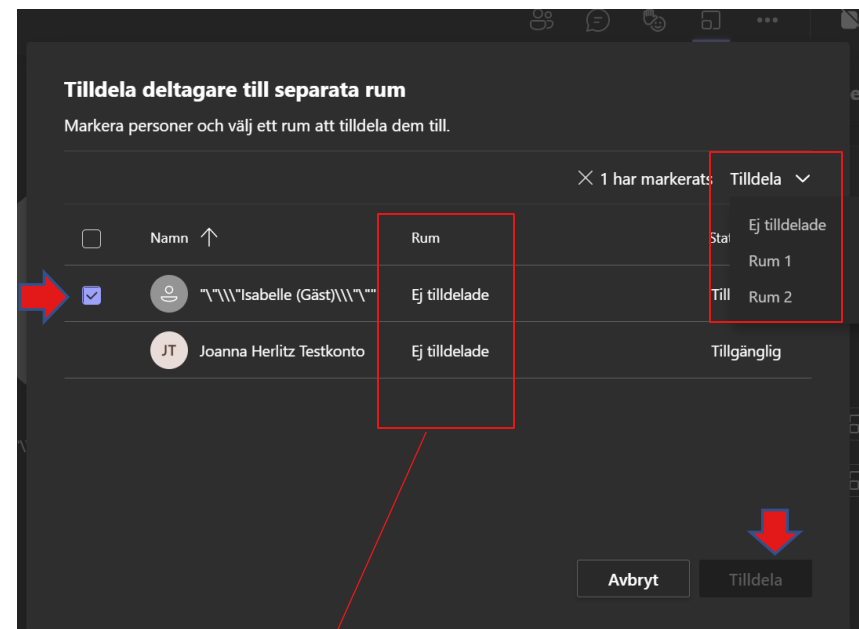 Tilldela deltagare till separata rum
Markera personer och välj ett rum att tilldela dem till.
1 har markerats Tilldela
Namn Rum Stat
Ej tilldelade
Rum 1
Rum 2
"\"\\\"Isabelle (Gäst)\\\"\"" Ej tilldelade Till
JT Joanna Herlitz Testkonto Ej tilldelade Tillgänglig
Avbryt Tilldela